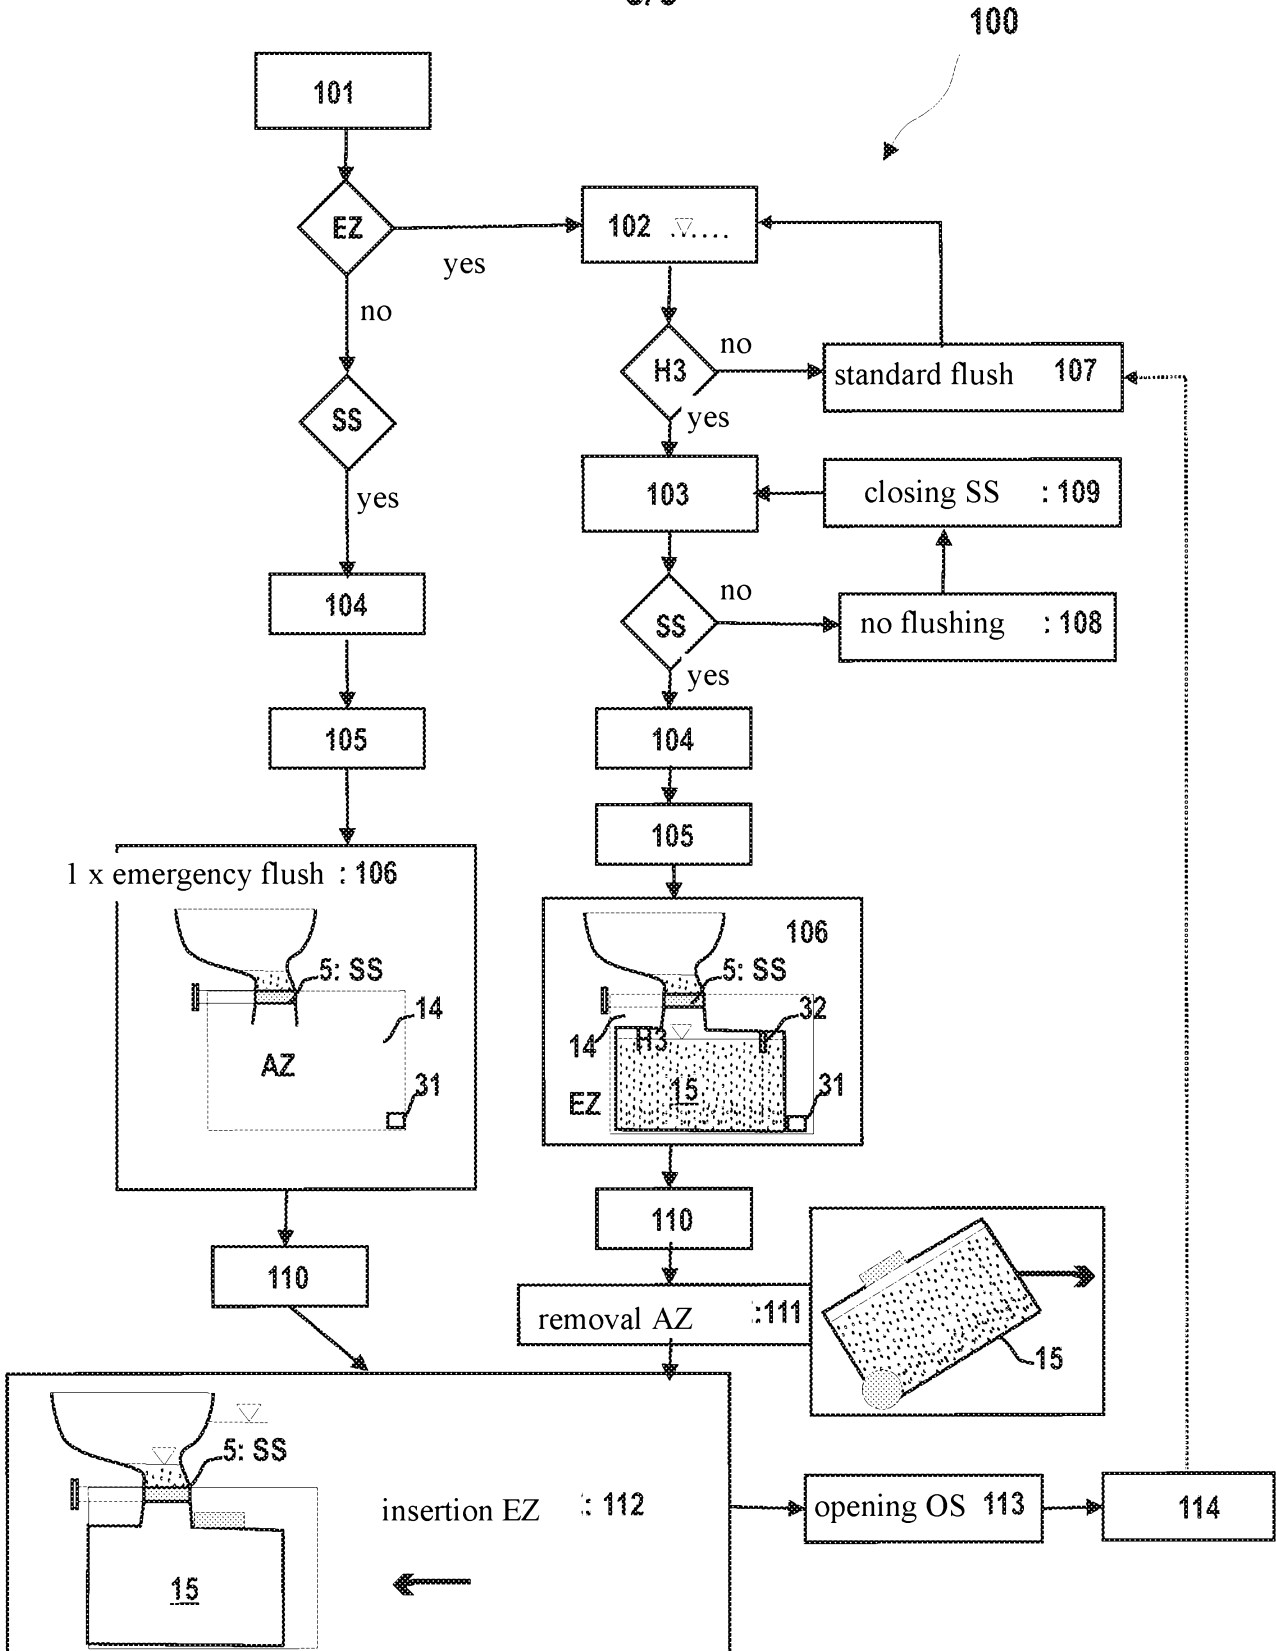 100
101
EZ
yes
102
no
H3
no
standard flush 107
yes
SS
yes
103
closing SS : 109
104
SS
no
no flushing : 108
yes
105
104
105
1 x emergency flush : 106
5: SS
14
AZ
31
106
5: SS
32
14
H3
15
EZ
31
110
110
removal AZ :111
15
5: SS
insertion EZ : 112
15
opening OS 113
114